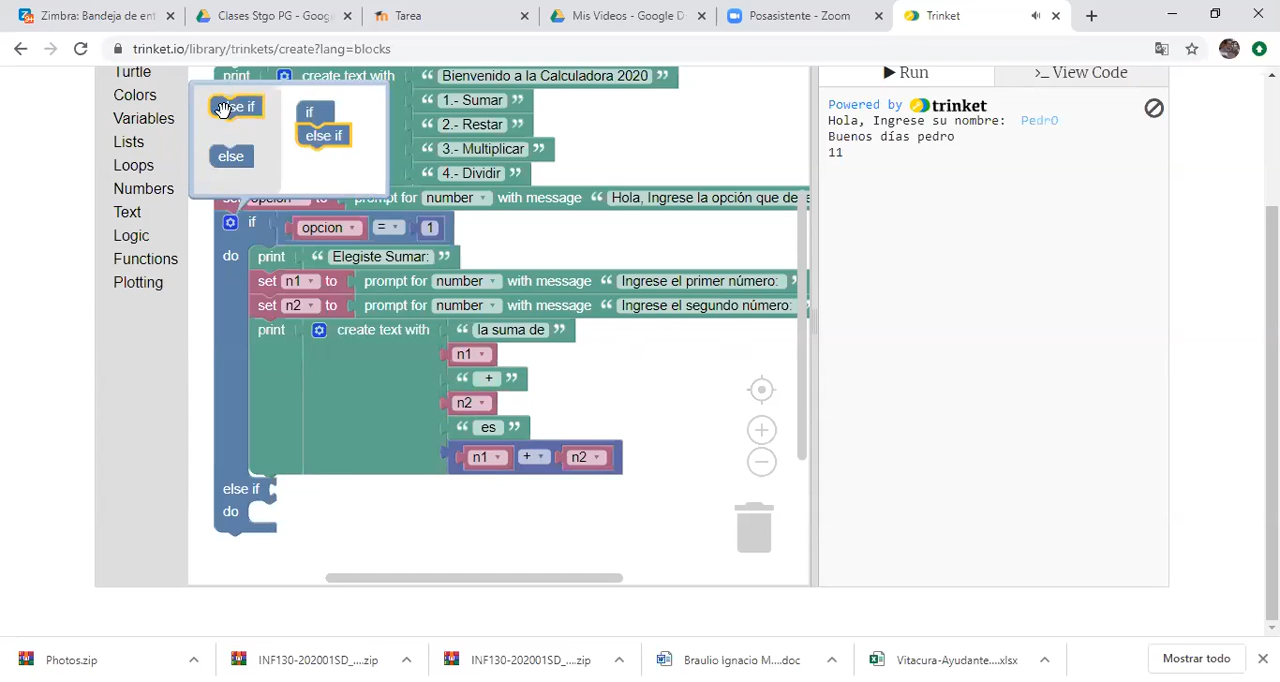 Zimbra: Bandeja de ent
Clases Stgo PG - Goog
Tarea
Mis Videos - Google D
Posasistente - Zoom
Trinket
trinket.io/library/trinkets/create?lang=blocks
Turtle
Colors
Variables
Lists
Loops
Numbers
Text
Logic
Functions
Plotting
else if
else
if
else if
print create text with “ Bienvenido a la Calculadora 2020 ”
“ 1.- Sumar ”
“ 2.- Restar ”
“ 3.- Multiplicar ”
“ 4.- Dividir ”
prompt for number with message “ Hola, Ingrese la opción que de
if opcion = 1
do print “ Elegiste Sumar: ”
set n1 to prompt for number with message “ Ingrese el primer número: ”
set n2 to prompt for number with message “ Ingrese el segundo número:
print create text with “ la suma de ”
n1
“ + ”
n2
“ es ”
n1 + n2
else if
do
Run
>_ View Code
Powered by trinket
Hola, Ingrese su nombre: PedrO
Buenos días pedro
11
Photos.zip
INF130-202001SD_....zip
INF130-202001SD_....zip
Braulio Ignacio M....doc
Vitacura-Ayudante....xlsx
Mostrar todo